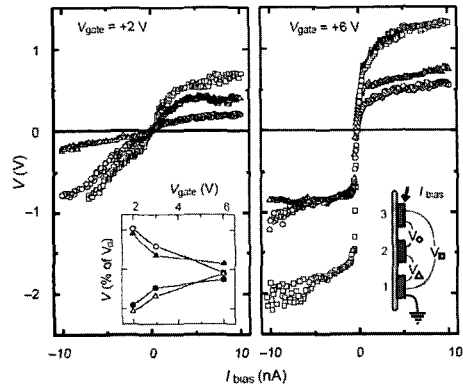 V_gate = +2 V
V_gate = +6 V
1
0
-1
-2
V (V)
V_gate (V)
2 4 6
V (% of V_□)
I_bias
3
V○
2
V□
V△
1
-10 0 10
-10 0 10
I_bias (nA)